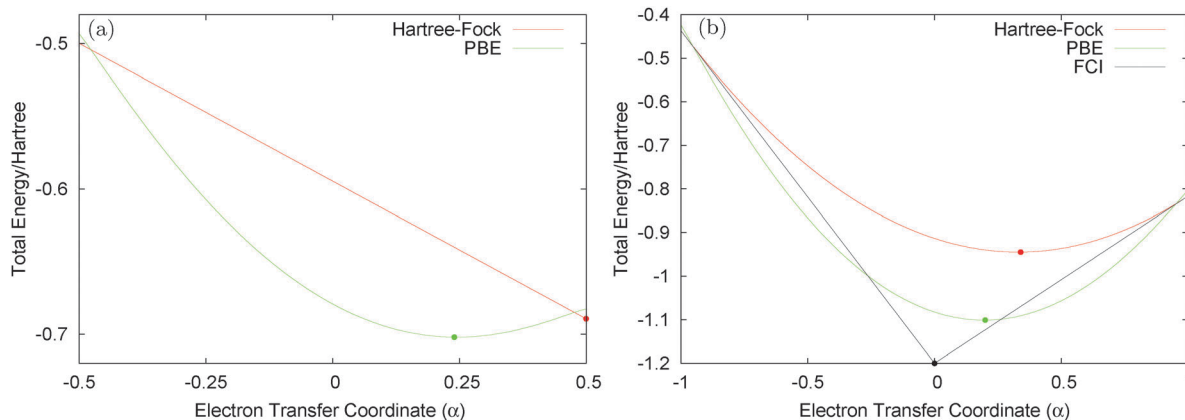 (a)
Hartree-Fock
PBE
-0.5
-0.6
-0.7
-0.5
-0.25
0
0.25
0.5
Total Energy/Hartree
Electron Transfer Coordinate (α)
(b)
Hartree-Fock
PBE
FCI
-0.4
-0.5
-0.6
-0.7
-0.8
-0.9
-1
-1.1
-1.2
-1
-0.5
0
0.5
Total Energy/Hartree
Electron Transfer Coordinate (α)